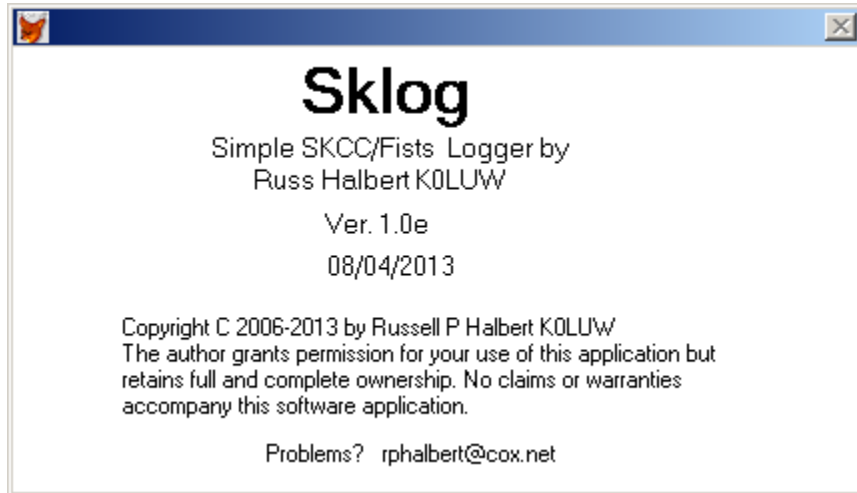 Sklog
Simple SKCC/Fists Logger by
Russ Halbert K0LUW
Ver. 1.0e
08/04/2013
Copyright C 2006-2013 by Russell P Halbert K0LUW
The author grants permission for your use of this application but
retains full and complete ownership. No claims or warranties
accompany this software application.
Problems? rphalbert@cox.net